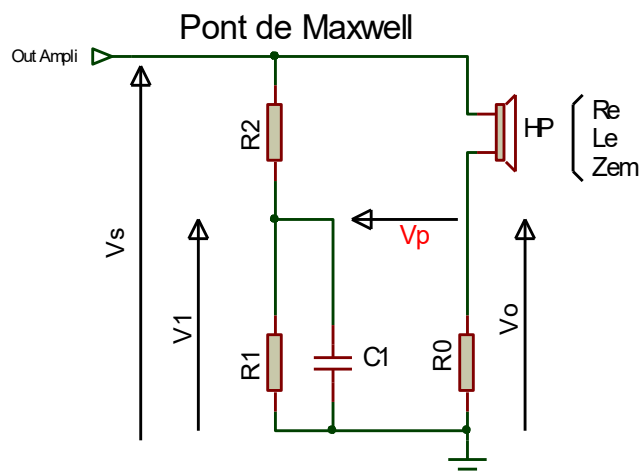 Pont de Maxwell
Out Ampli
R2
HP
Re
Le
Zem
Vs
V1
Vp
Vo
R1
C1
R0